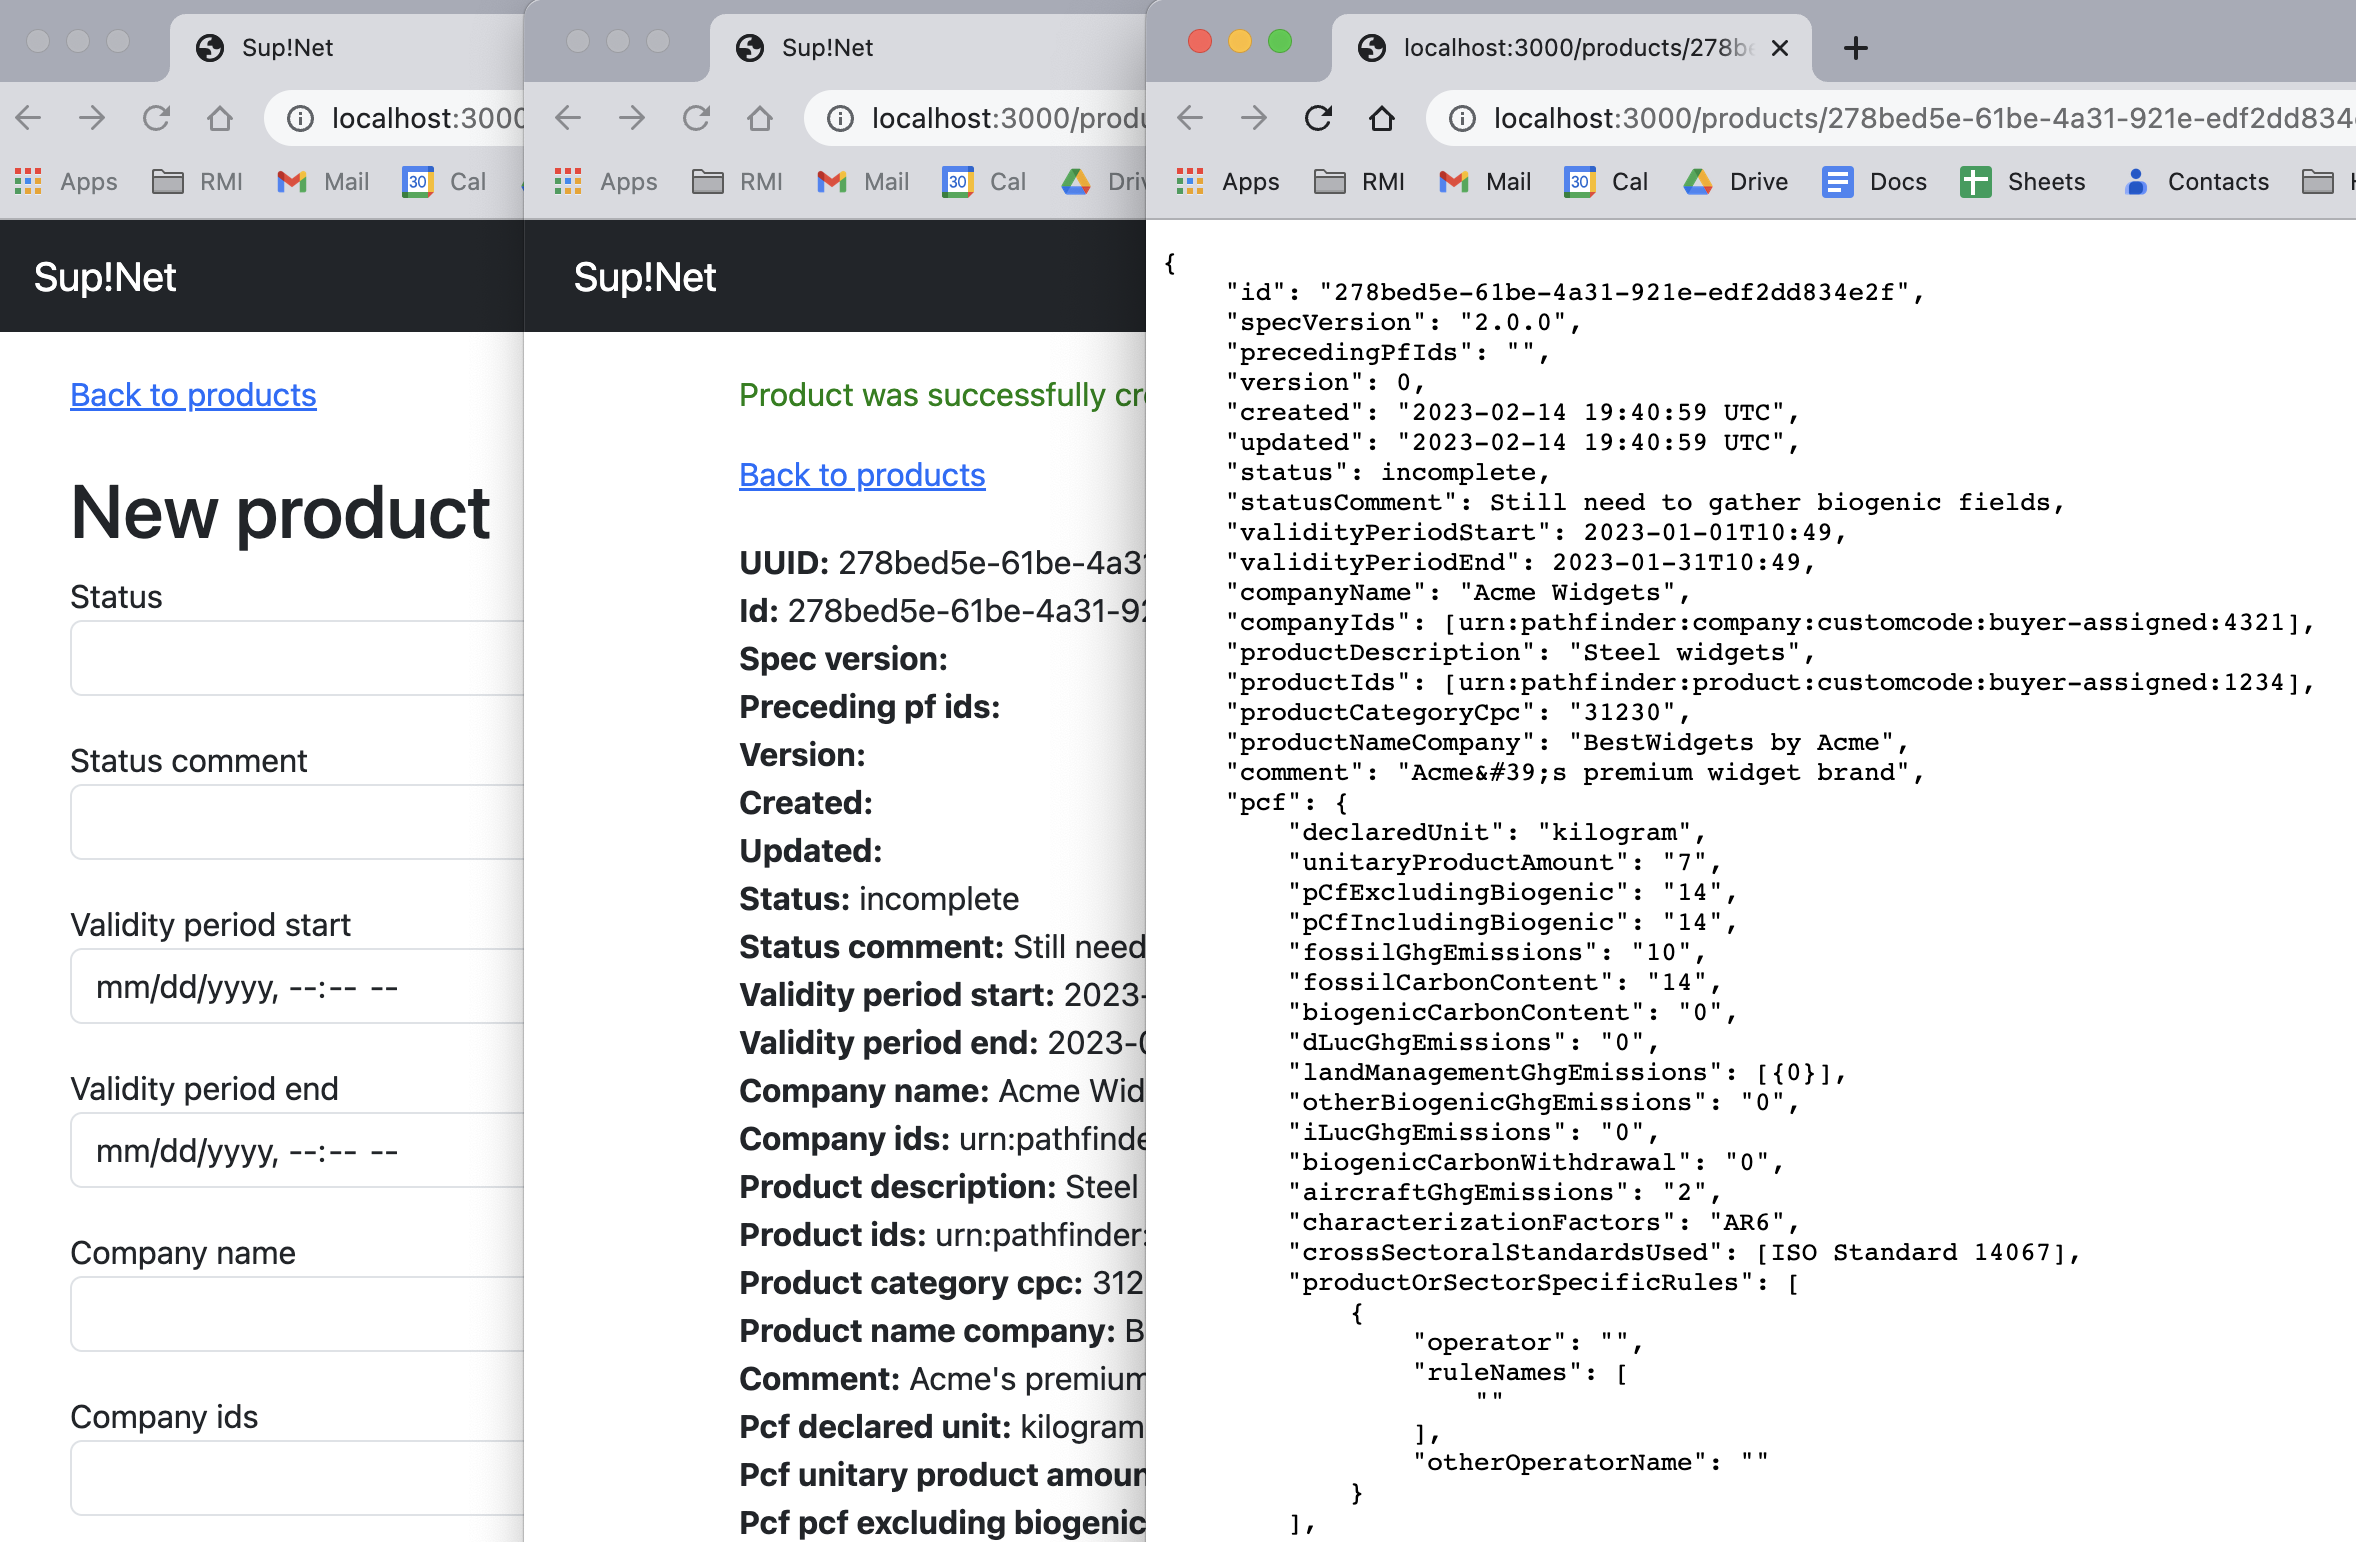 Sup!Net
localhost:3000
Apps
RMI
Mail
30
Cal
Sup!Net
Back to products
New product
Status
Status comment
Validity period start
mm/dd/yyyy, --:-- --
Validity period end
mm/dd/yyyy, --:-- --
Company name
Company ids
Sup!Net
localhost:3000/produ
Apps
RMI
Mail
30
Cal
Driv
Sup!Net
Product was successfully cre
Back to products
UUID: 278bed5e-61be-4a31
Id: 278bed5e-61be-4a31-92
Spec version:
Preceding pf ids:
Version:
Created:
Updated:
Status: incomplete
Status comment: Still need
Validity period start: 2023-
Validity period end: 2023-0
Company name: Acme Wid
Company ids: urn:pathfinde
Product description: Steel
Product ids: urn:pathfinder:
Product category cpc: 312
Product name company: B
Comment: Acme's premium
Pcf declared unit: kilogram
Pcf unitary product amoun
Pcf pcf excluding biogenic
localhost:3000/products/278be
localhost:3000/products/278bed5e-61be-4a31-921e-edf2dd834
Apps
RMI
Mail
30
Cal
Drive
Docs
Sheets
Contacts
{
"id": "278bed5e-61be-4a31-921e-edf2dd834e2f",
"specVersion": "2.0.0",
"precedingPfIds": "",
"version": 0,
"created": "2023-02-14 19:40:59 UTC",
"updated": "2023-02-14 19:40:59 UTC",
"status": incomplete,
"statusComment": Still need to gather biogenic fields,
"validityPeriodStart": 2023-01-01T10:49,
"validityPeriodEnd": 2023-01-31T10:49,
"companyName": "Acme Widgets",
"companyIds": [urn:pathfinder:company:customcode:buyer-assigned:4321],
"productDescription": "Steel widgets",
"productIds": [urn:pathfinder:product:customcode:buyer-assigned:1234],
"productCategoryCpc": "31230",
"productNameCompany": "BestWidgets by Acme",
"comment": "Acme&#39;s premium widget brand",
"pcf": {
"declaredUnit": "kilogram",
"unitaryProductAmount": "7",
"pCfExcludingBiogenic": "14",
"pCfIncludingBiogenic": "14",
"fossilGhgEmissions": "10",
"fossilCarbonContent": "14",
"biogenicCarbonContent": "0",
"dLucGhgEmissions": "0",
"landManagementGhgEmissions": [{0}],
"otherBiogenicGhgEmissions": "0",
"iLucGhgEmissions": "0",
"biogenicCarbonWithdrawal": "0",
"aircraftGhgEmissions": "2",
"characterizationFactors": "AR6",
"crossSectoralStandardsUsed": [ISO Standard 14067],
"productOrSectorSpecificRules": [
{
"operator": "",
"ruleNames": [
""
],
"otherOperatorName": ""
}
],